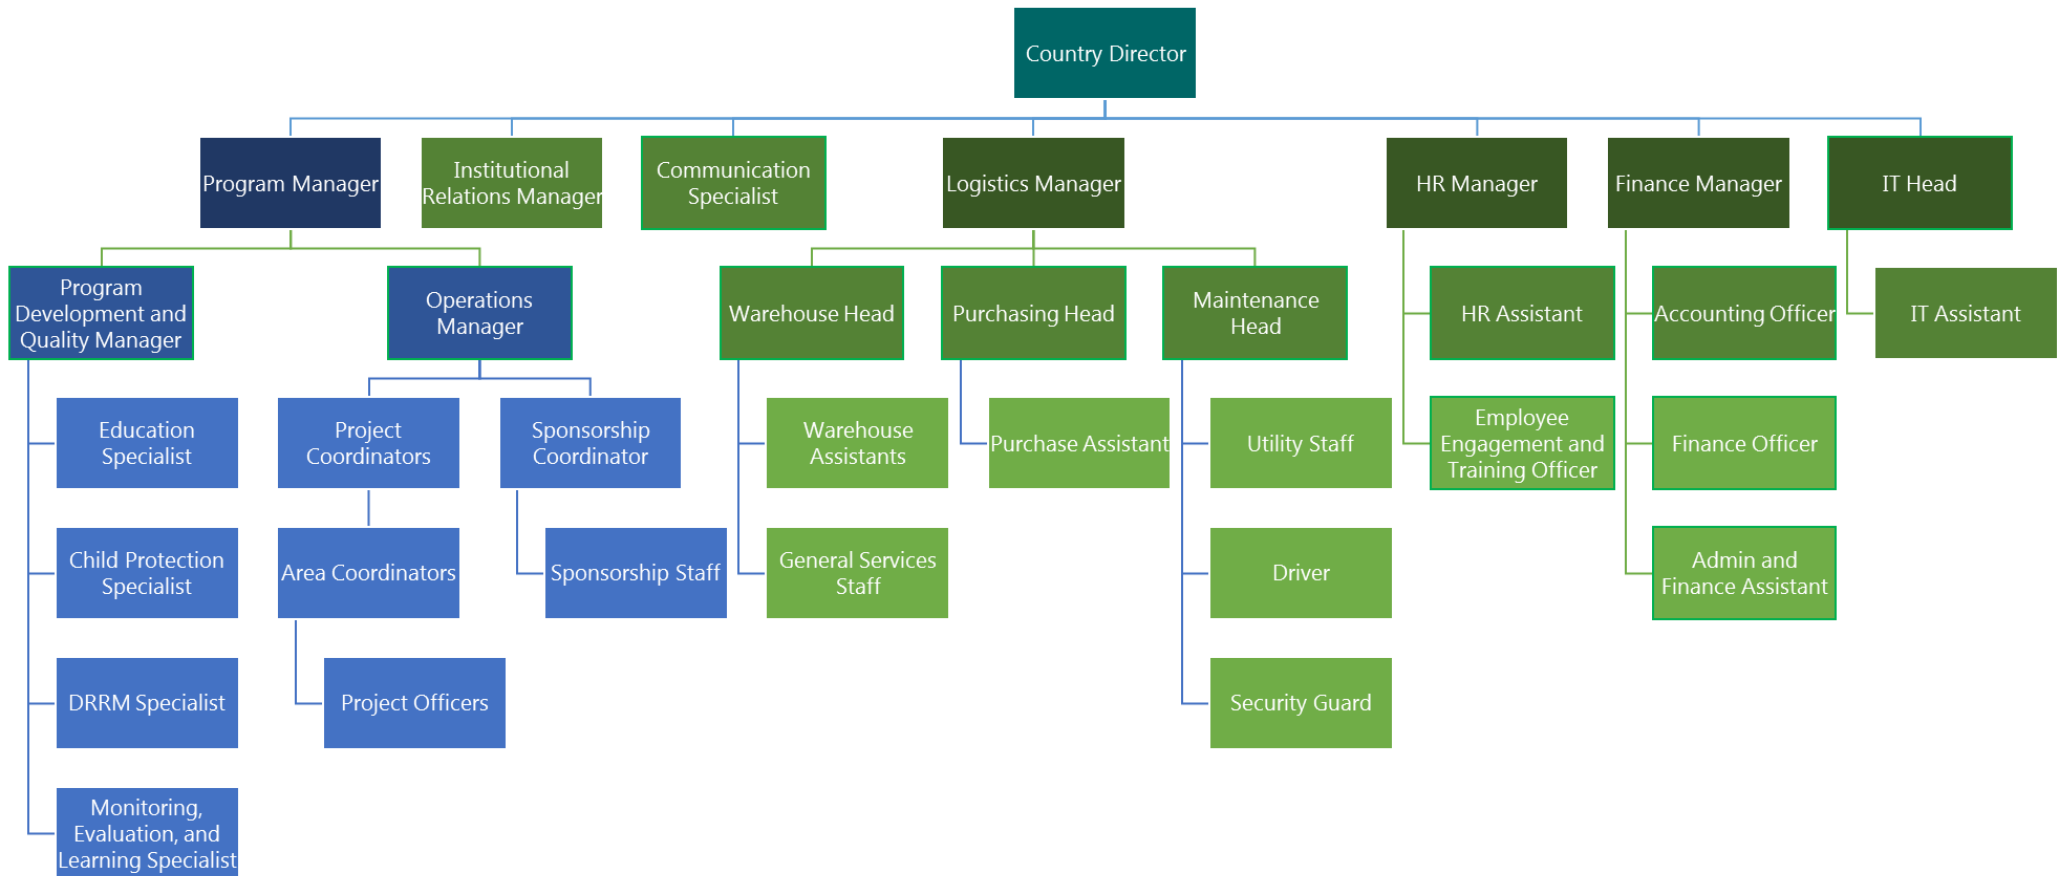 Country Director
Program Manager
Institutional
Relations Manager
Communication
Specialist
Logistics Manager
HR Manager
Finance Manager
IT Head
Program
Development and
Quality Manager
Operations
Manager
Warehouse Head
Purchasing Head
Maintenance
Head
HR Assistant
Accounting Officer
IT Assistant
Education
Specialist
Project
Coordinators
Sponsorship
Coordinator
Warehouse
Assistants
Purchase Assistant
Utility Staff
Employee
Engagement and
Training Officer
Finance Officer
Child Protection
Specialist
Area Coordinators
Sponsorship Staff
General Services
Staff
Driver
Admin and
Finance Assistant
DRRM Specialist
Project Officers
Security Guard
Monitoring,
Evaluation, and
Learning Specialist